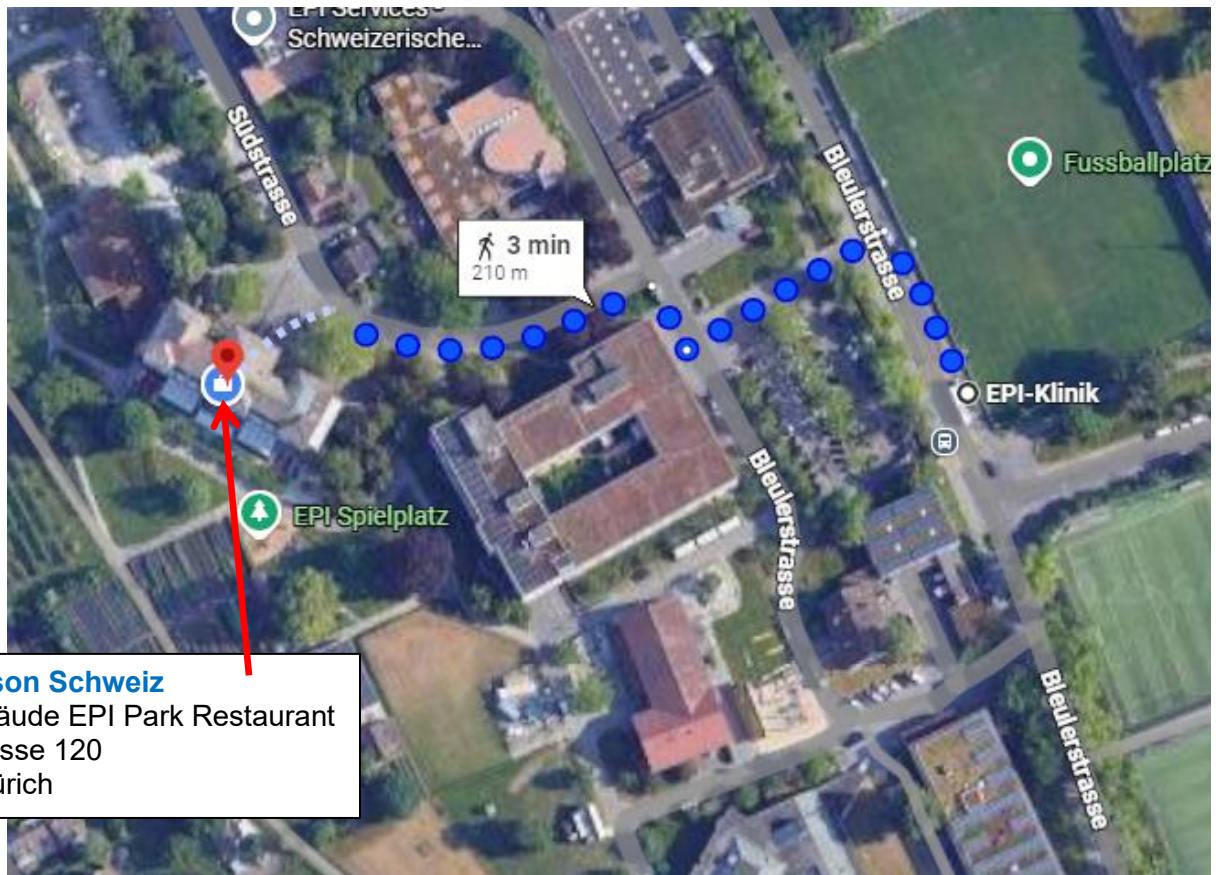 EPI Services -
Schweizerische...
Südstrasse
3 min
210 m
Bleulerstrasse
Fussballplatz
EPI-Klinik
EPI Spielplatz
Bleulerstrasse
Bleulerstrasse
son Schweiz
äude EPI Park Restaurant
sse 120
ürich